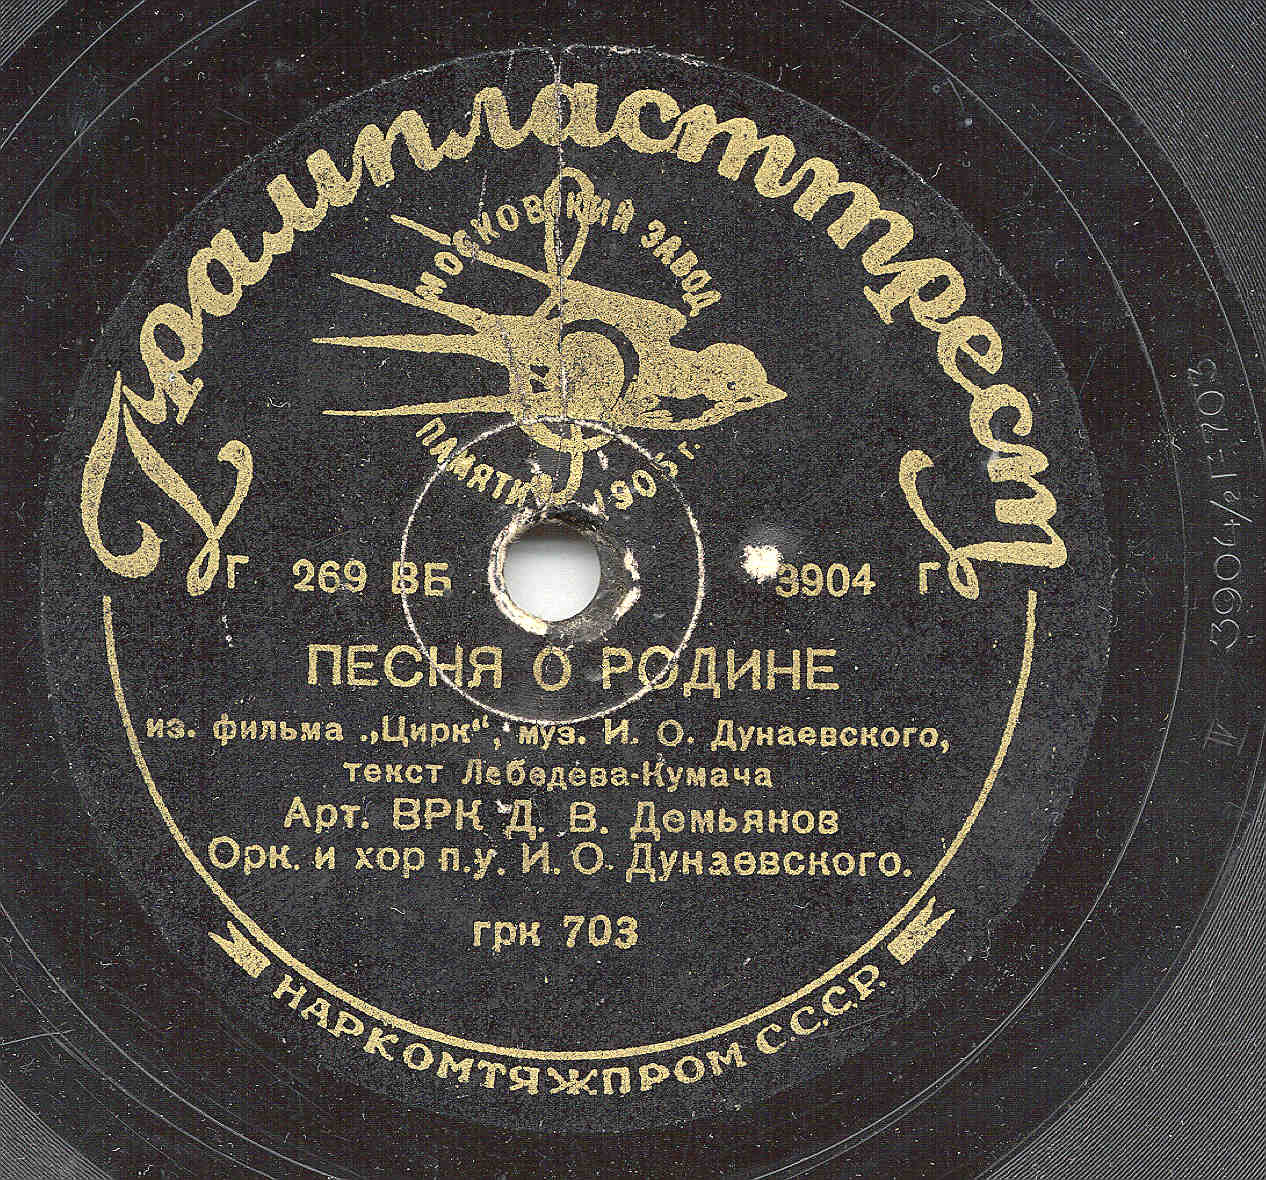 Грампласттрест
МОСКОВСКИЙ ЗАВОД
ПАМЯТИ 1905 г.
Г 269 ВБ 3904 Г
ПЕСНЯ О РОДИНЕ
из. фильма „Цирк“, муз. И. О. Дунаевского,
текст Лебедева-Кумача
Арт. ВРК Д. В. Демьянов
Орк. и хор п.у. И. О. Дунаевского.
грк 703
НАРКОМТЯЖПРОМ С.С.С.Р.